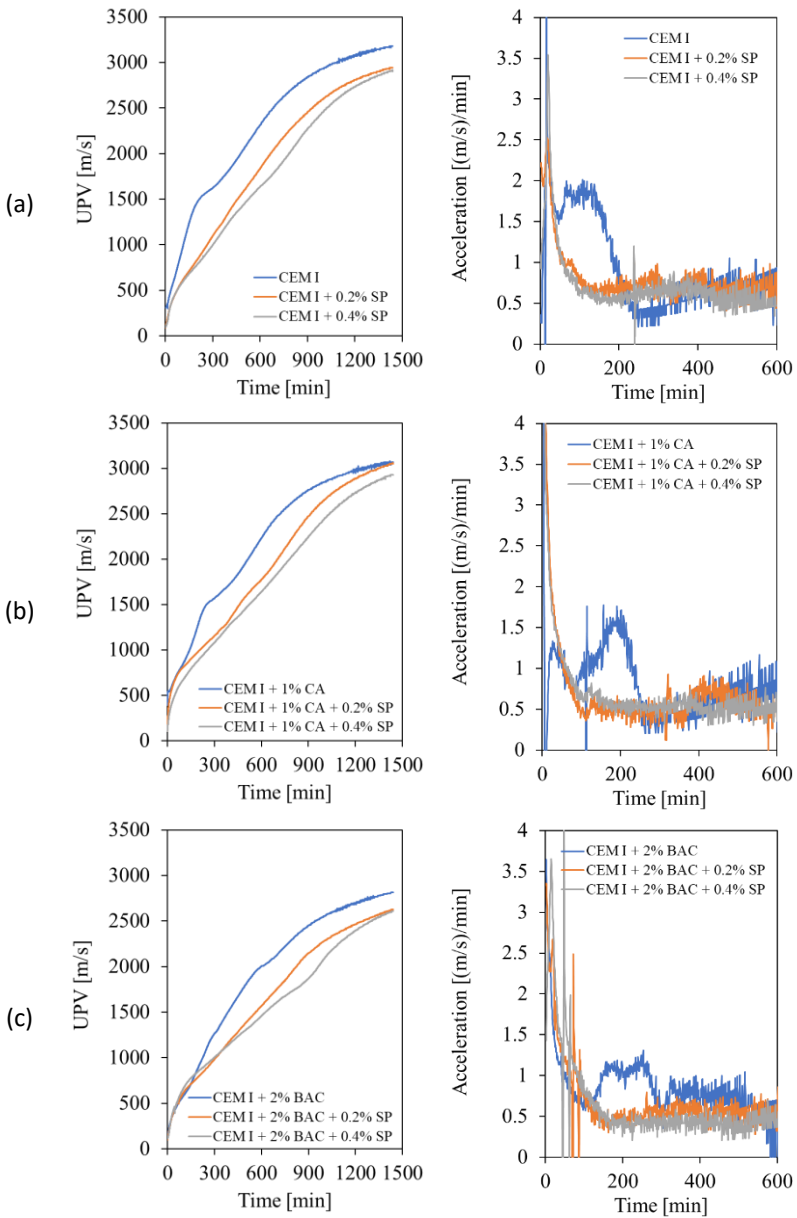 (a)
UPV [m/s]
3500
3000
2500
2000
1500
1000
500
0
CEM I
CEM I + 0.2% SP
CEM I + 0.4% SP
0 300 600 900 1200 1500
Time [min]
Acceleration [(m/s)/min]
4
3.5
3
2.5
2
1.5
1
0.5
0
CEM I
CEM I + 0.2% SP
CEM I + 0.4% SP
0 200 400 600
Time [min]
(b)
UPV [m/s]
3500
3000
2500
2000
1500
1000
500
0
CEM I + 1% CA
CEM I + 1% CA + 0.2% SP
CEM I + 1% CA + 0.4% SP
0 300 600 900 1200 1500
Time [min]
Acceleration [(m/s)/min]
4
3.5
3
2.5
2
1.5
1
0.5
0
CEM I + 1% CA
CEM I + 1% CA + 0.2% SP
CEM I + 1% CA + 0.4% SP
0 200 400 600
Time [min]
(c)
UPV [m/s]
3500
3000
2500
2000
1500
1000
500
0
CEM I + 2% BAC
CEM I + 2% BAC + 0.2% SP
CEM I + 2% BAC + 0.4% SP
0 300 600 900 1200 1500
Time [min]
Acceleration [(m/s)/min]
4
3.5
3
2.5
2
1.5
1
0.5
0
CEM I + 2% BAC
CEM I + 2% BAC + 0.2% SP
CEM I + 2% BAC + 0.4% SP
0 200 400 600
Time [min]